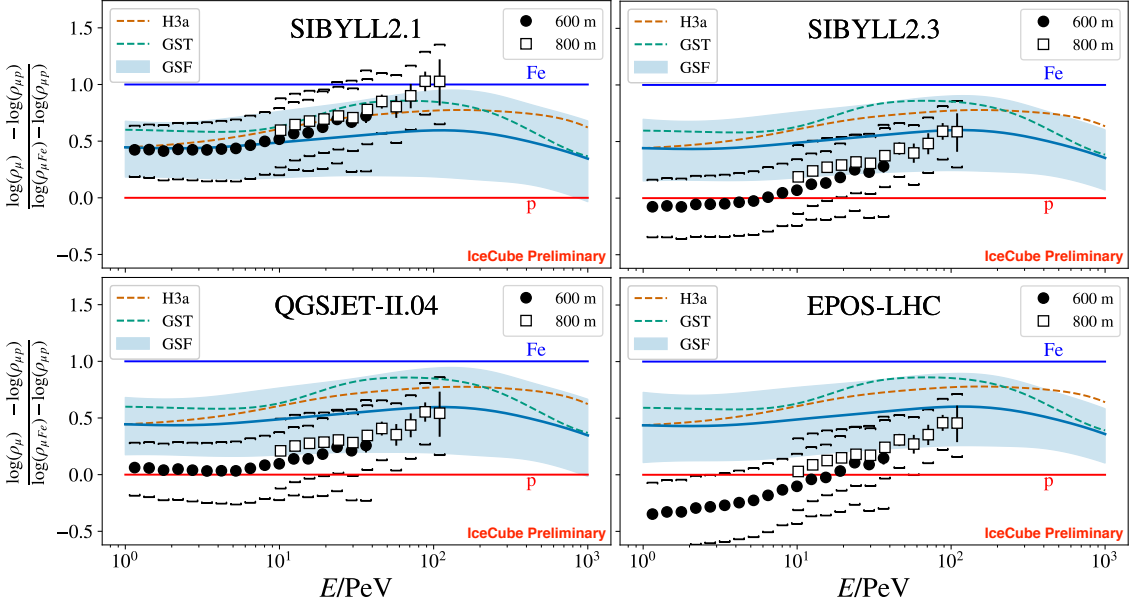 log(ρμ) − log(ρμp)
log(ρμFe) − log(ρμp)
1.5
1.0
0.5
0.0
−0.5
H3a
GST
GSF
SIBYLL2.1
600 m
800 m
Fe
p
IceCube Preliminary
H3a
GST
GSF
SIBYLL2.3
600 m
800 m
Fe
p
IceCube Preliminary
log(ρμ) − log(ρμp)
log(ρμFe) − log(ρμp)
1.5
1.0
0.5
0.0
−0.5
H3a
GST
GSF
QGSJET-II.04
600 m
800 m
Fe
p
IceCube Preliminary
10⁰ 10¹ 10² 10³
E/PeV
H3a
GST
GSF
EPOS-LHC
600 m
800 m
Fe
p
IceCube Preliminary
10⁰ 10¹ 10² 10³
E/PeV